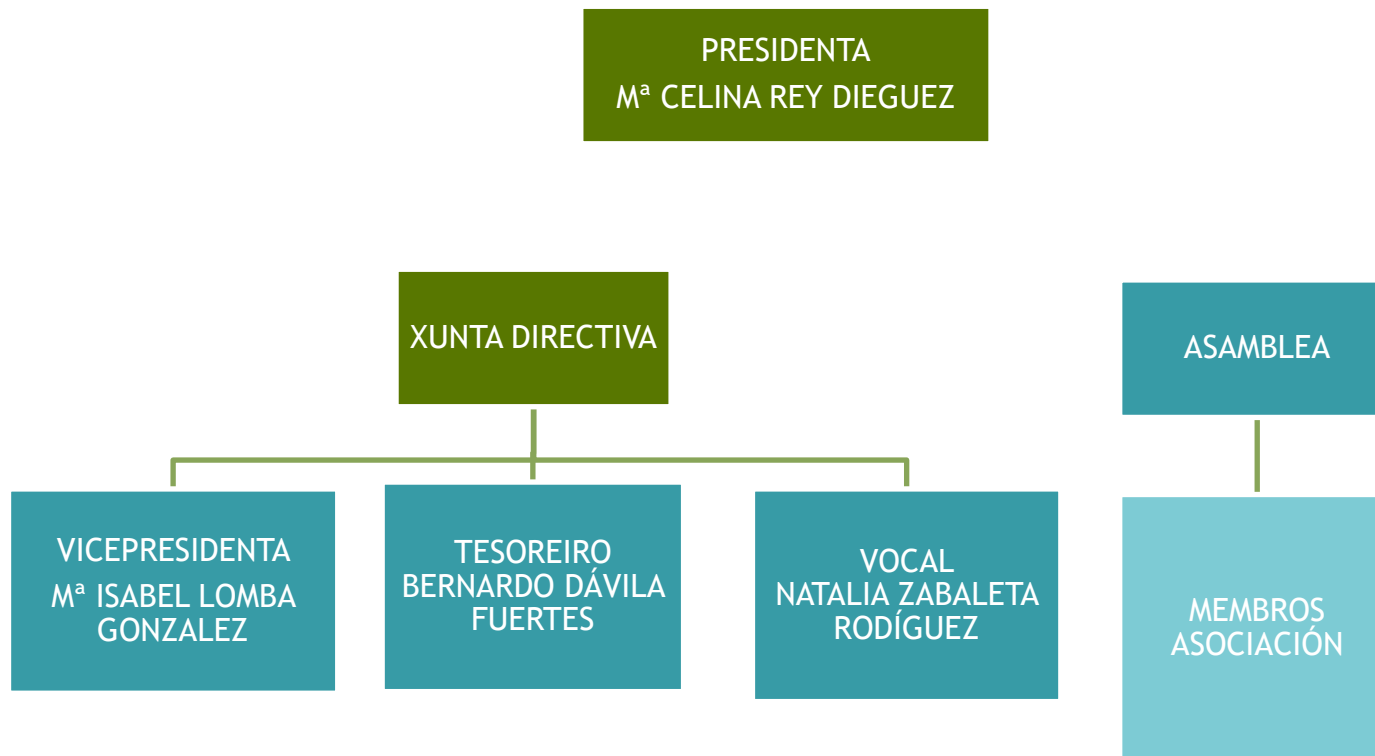 PRESIDENTA
Mª CELINA REY DIEGUEZ
XUNTA DIRECTIVA
ASAMBLEA
VICEPRESIDENTA
Mª ISABEL LOMBA
GONZALEZ
TESOREIRO
BERNARDO DÁVILA
FUERTES
VOCAL
NATALIA ZABALETA
RODÍGUEZ
MEMBROS
ASOCIACIÓN